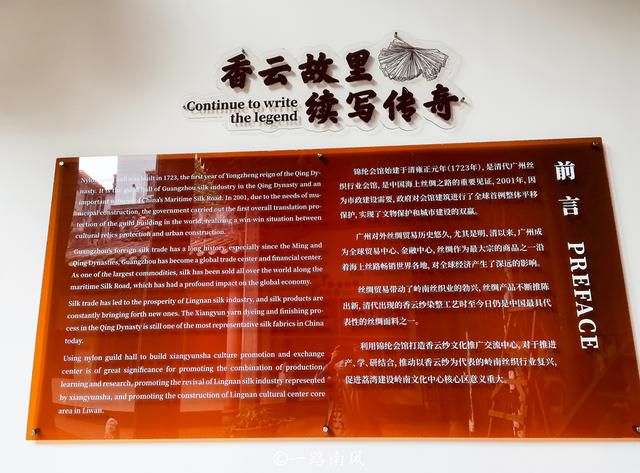 香云故里
Continue to write
the legend
续写传奇
前言 PREFACE
Nylon hall was built in 1723, the first year of Yongzheng reign of the Qing Dy-
nasty. It is the guild hall of Guangzhou silk industry in the Qing Dynasty and an
important China's Maritime Silk Road. In 2001, due to the needs of mu-
nicipal construction, the government carried out the first overall translation pro-
tection of the guild building in the world, realizing a win-win situation between
cultural relics protection and urban construction.
Guangzhou's foreign silk trade has a long history, especially since the Ming and
Qing Dynasties, Guangzhou has become a global trade center and financial center.
As one of the largest commodities, silk has been sold all over the world along the
maritime Silk Road, which has had a profound impact on the global economy.
Silk trade has led to the prosperity of Lingnan silk industry, and silk products are
constantly bringing forth new ones. The Xiangyun yarn dyeing and finishing pro-
cess in the Qing Dynasty is still one of the most representative silk fabrics in China
today.
Using nylon guild hall to build xiangyunsha culture promotion and exchange
center is of great significance for promoting the combination of production,
learning and research, promoting the revival of Lingnan silk industry represented
by xiangyunsha, and promoting the construction of Lingnan cultural center core
area in Liwan.
锦纶会馆始建于清雍正元年(1723年),是清代广州丝
织行业会馆,是中国海上丝绸之路的重要见证。2001年,因
为市政建设需要,政府对会馆建筑进行了全球首例整体平移
保护,实现了文物保护和城市建设的双赢。
广州对外丝绸贸易历史悠久,尤其是明、清以来,广州成
为全球贸易中心、金融中心,丝绸作为最大宗的商品之一沿
着海上丝路畅销世界各地,对全球经济产生了深远的影响。
丝绸贸易带动了岭南丝织业的勃兴,丝绸产品不断推陈
出新,清代出现的香云纱染整工艺时至今日仍是中国最具代
表性的丝绸面料之一。
利用锦纶会馆打造香云纱文化推广交流中心,对于推进
产、学、研结合,推动以香云纱为代表的岭南丝织行业复兴,
促进荔湾建设岭南文化中心核心区意义重大。
©一路南风